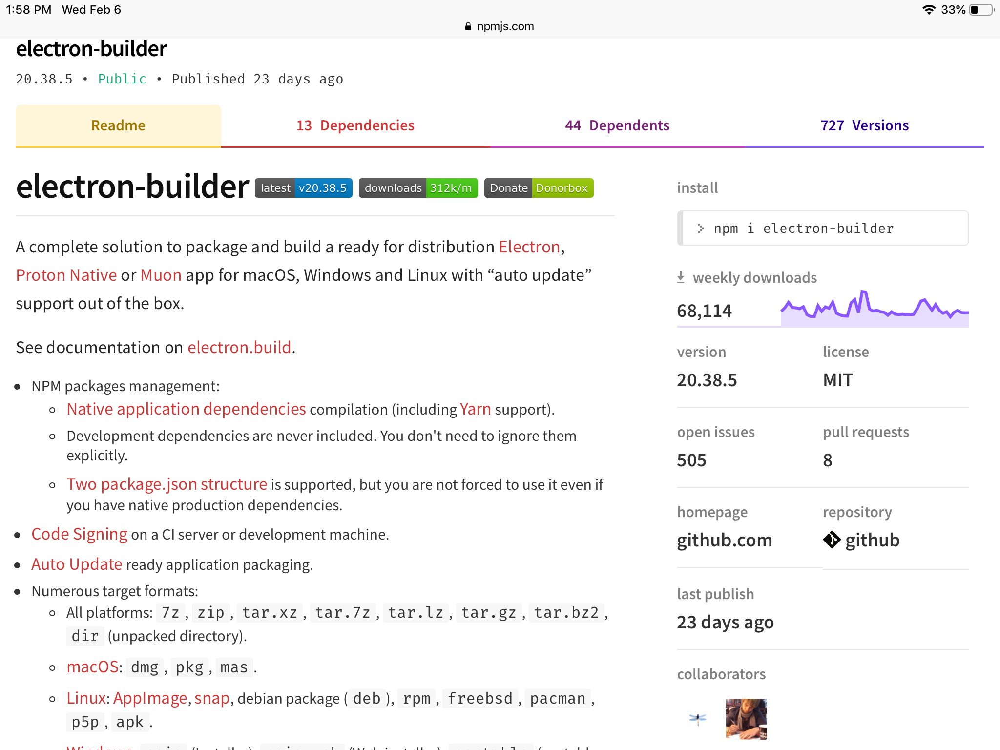 1:58 PM Wed Feb 6 33%
npmjs.com
electron-builder
20.38.5 • Public • Published 23 days ago
Readme 13 Dependencies 44 Dependents 727 Versions
electron-builder latest v20.38.5 downloads 312k/m Donate Donorbox
A complete solution to package and build a ready for distribution Electron,
Proton Native or Muon app for macOS, Windows and Linux with “auto update”
support out of the box.
See documentation on electron.build.
NPM packages management:
Native application dependencies compilation (including Yarn support).
Development dependencies are never included. You don't need to ignore them
explicitly.
Two package.json structure is supported, but you are not forced to use it even if
you have native production dependencies.
Code Signing on a CI server or development machine.
Auto Update ready application packaging.
Numerous target formats:
All platforms: 7z, zip, tar.xz, tar.7z, tar.lz, tar.gz, tar.bz2,
dir (unpacked directory).
macOS: dmg, pkg, mas.
Linux: AppImage, snap, debian package (deb), rpm, freebsd, pacman,
p5p, apk.
install
> npm i electron-builder
weekly downloads
68,114
version license
20.38.5 MIT
open issues pull requests
505 8
homepage repository
github.com github
last publish
23 days ago
collaborators